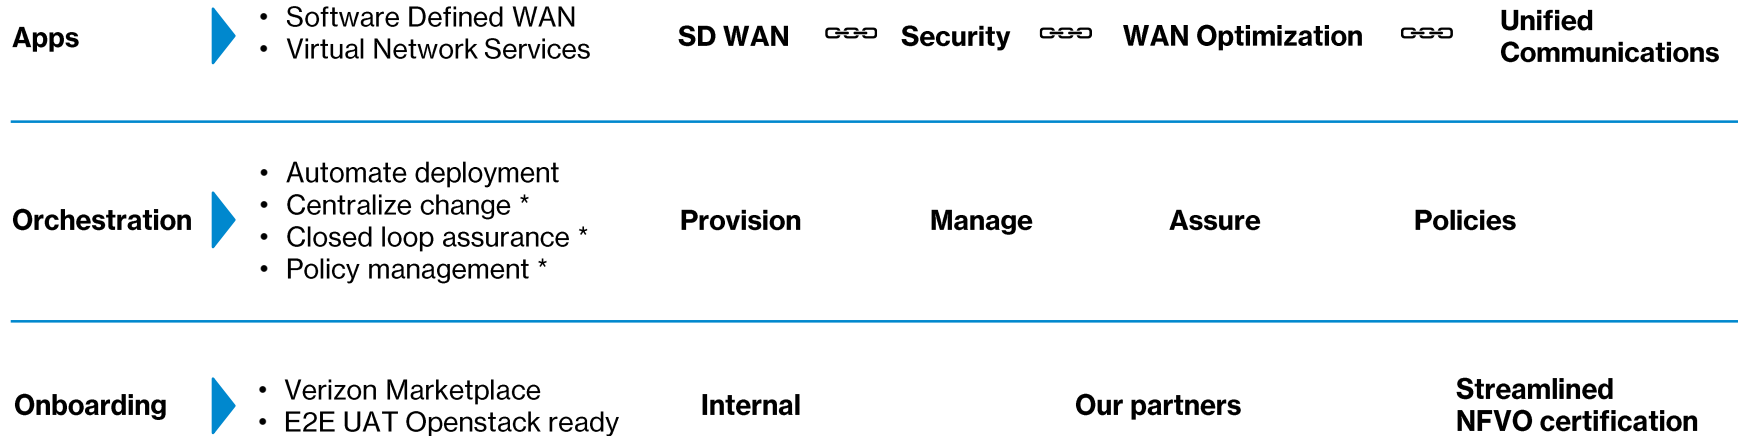 Apps
• Software Defined WAN
• Virtual Network Services
SD WAN
Security
WAN Optimization
Unified
Communications
Orchestration
• Automate deployment
• Centralize change *
• Closed loop assurance *
• Policy management *
Provision
Manage
Assure
Policies
Onboarding
• Verizon Marketplace
• E2E UAT Openstack ready
Internal
Our partners
Streamlined
NFVO certification